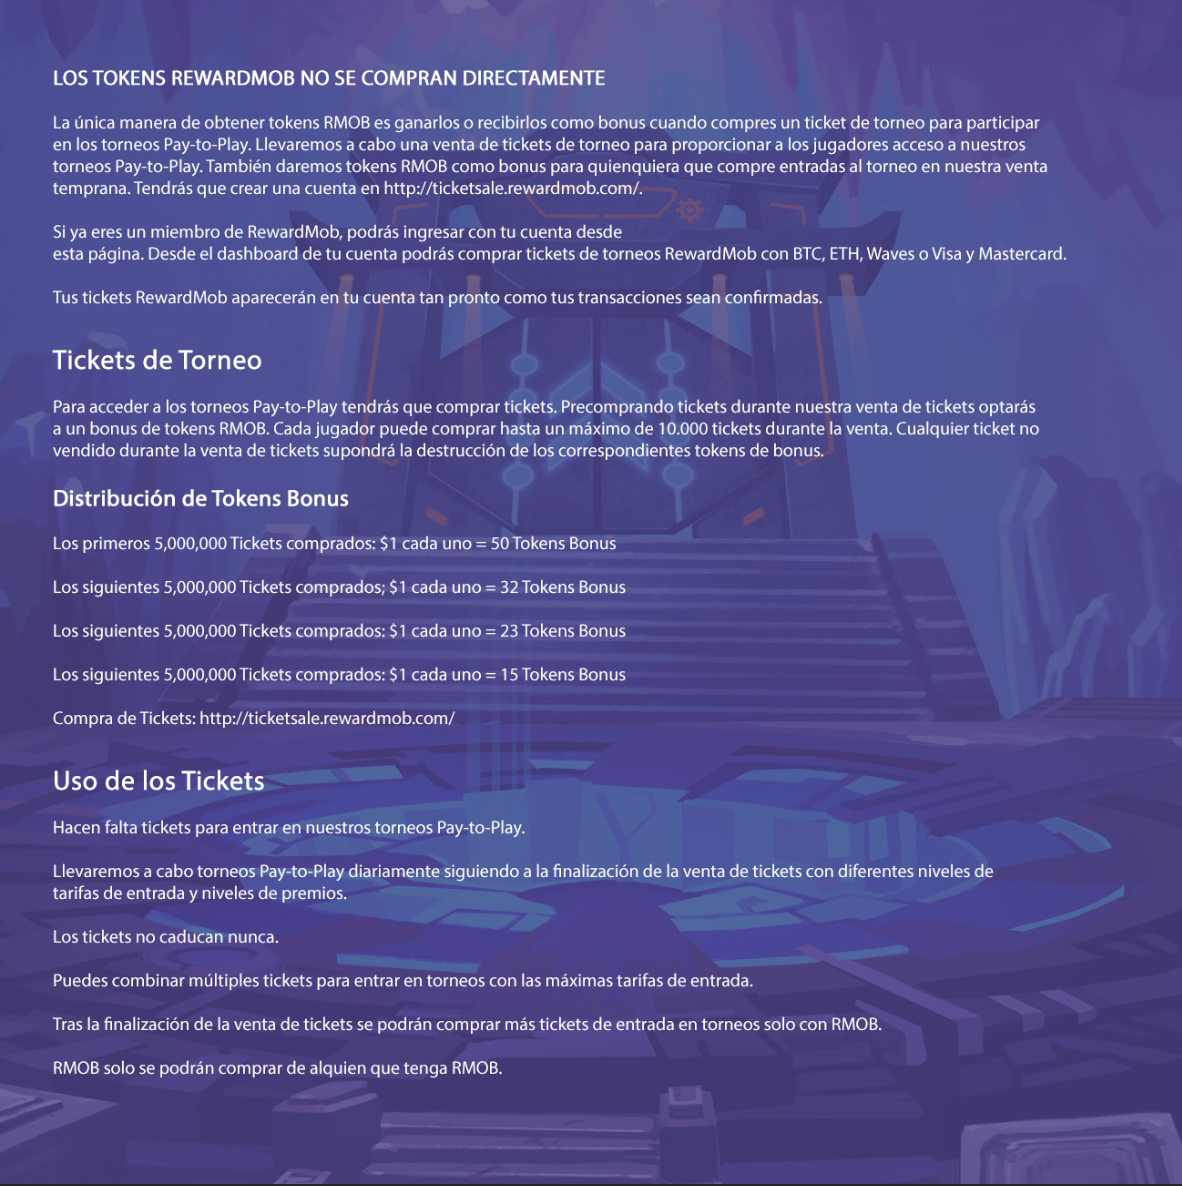 LOS TOKENS REWARDMOB NO SE COMPRAN DIRECTAMENTE
La única manera de obtener tokens RMOB es ganarlos o recibirlos como bonus cuando compres un ticket de torneo para participar
en los torneos Pay-to-Play. Llevaremos a cabo una venta de tickets de torneo para proporcionar a los jugadores acceso a nuestros
torneos Pay-to-Play. También daremos tokens RMOB como bonus para quienquiera que compre entradas al torneo en nuestra venta
temprana. Tendrás que crear una cuenta en http://ticketsale.rewardmob.com/.
Si ya eres un miembro de RewardMob, podrás ingresar con tu cuenta desde
esta página. Desde el dashboard de tu cuenta podrás comprar tickets de torneos RewardMob con BTC, ETH, Waves o Visa y Mastercard.
Tus tickets RewardMob aparecerán en tu cuenta tan pronto como tus transacciones sean confirmadas.
Tickets de Torneo
Para acceder a los torneos Pay-to-Play tendrás que comprar tickets. Precomprando tickets durante nuestra venta de tickets optarás
a un bonus de tokens RMOB. Cada jugador puede comprar hasta un máximo de 10.000 tickets durante la venta. Cualquier ticket no
vendido durante la venta de tickets supondrá la destrucción de los correspondientes tokens de bonus.
Distribución de Tokens Bonus
Los primeros 5,000,000 Tickets comprados: $1 cada uno = 50 Tokens Bonus
Los siguientes 5,000,000 Tickets comprados; $1 cada uno = 32 Tokens Bonus
Los siguientes 5,000,000 Tickets comprados: $1 cada uno = 23 Tokens Bonus
Los siguientes 5,000,000 Tickets comprados: $1 cada uno = 15 Tokens Bonus
Compra de Tickets: http://ticketsale.rewardmob.com/
Uso de los Tickets
Hacen falta tickets para entrar en nuestros torneos Pay-to-Play.
Llevaremos a cabo torneos Pay-to-Play diariamente siguiendo a la finalización de la venta de tickets con diferentes niveles de
tarifas de entrada y niveles de premios.
Los tickets no caducan nunca.
Puedes combinar múltiples tickets para entrar en torneos con las máximas tarifas de entrada.
Tras la finalización de la venta de tickets se podrán comprar más tickets de entrada en torneos solo con RMOB.
RMOB solo se podrán comprar de alquien que tenga RMOB.